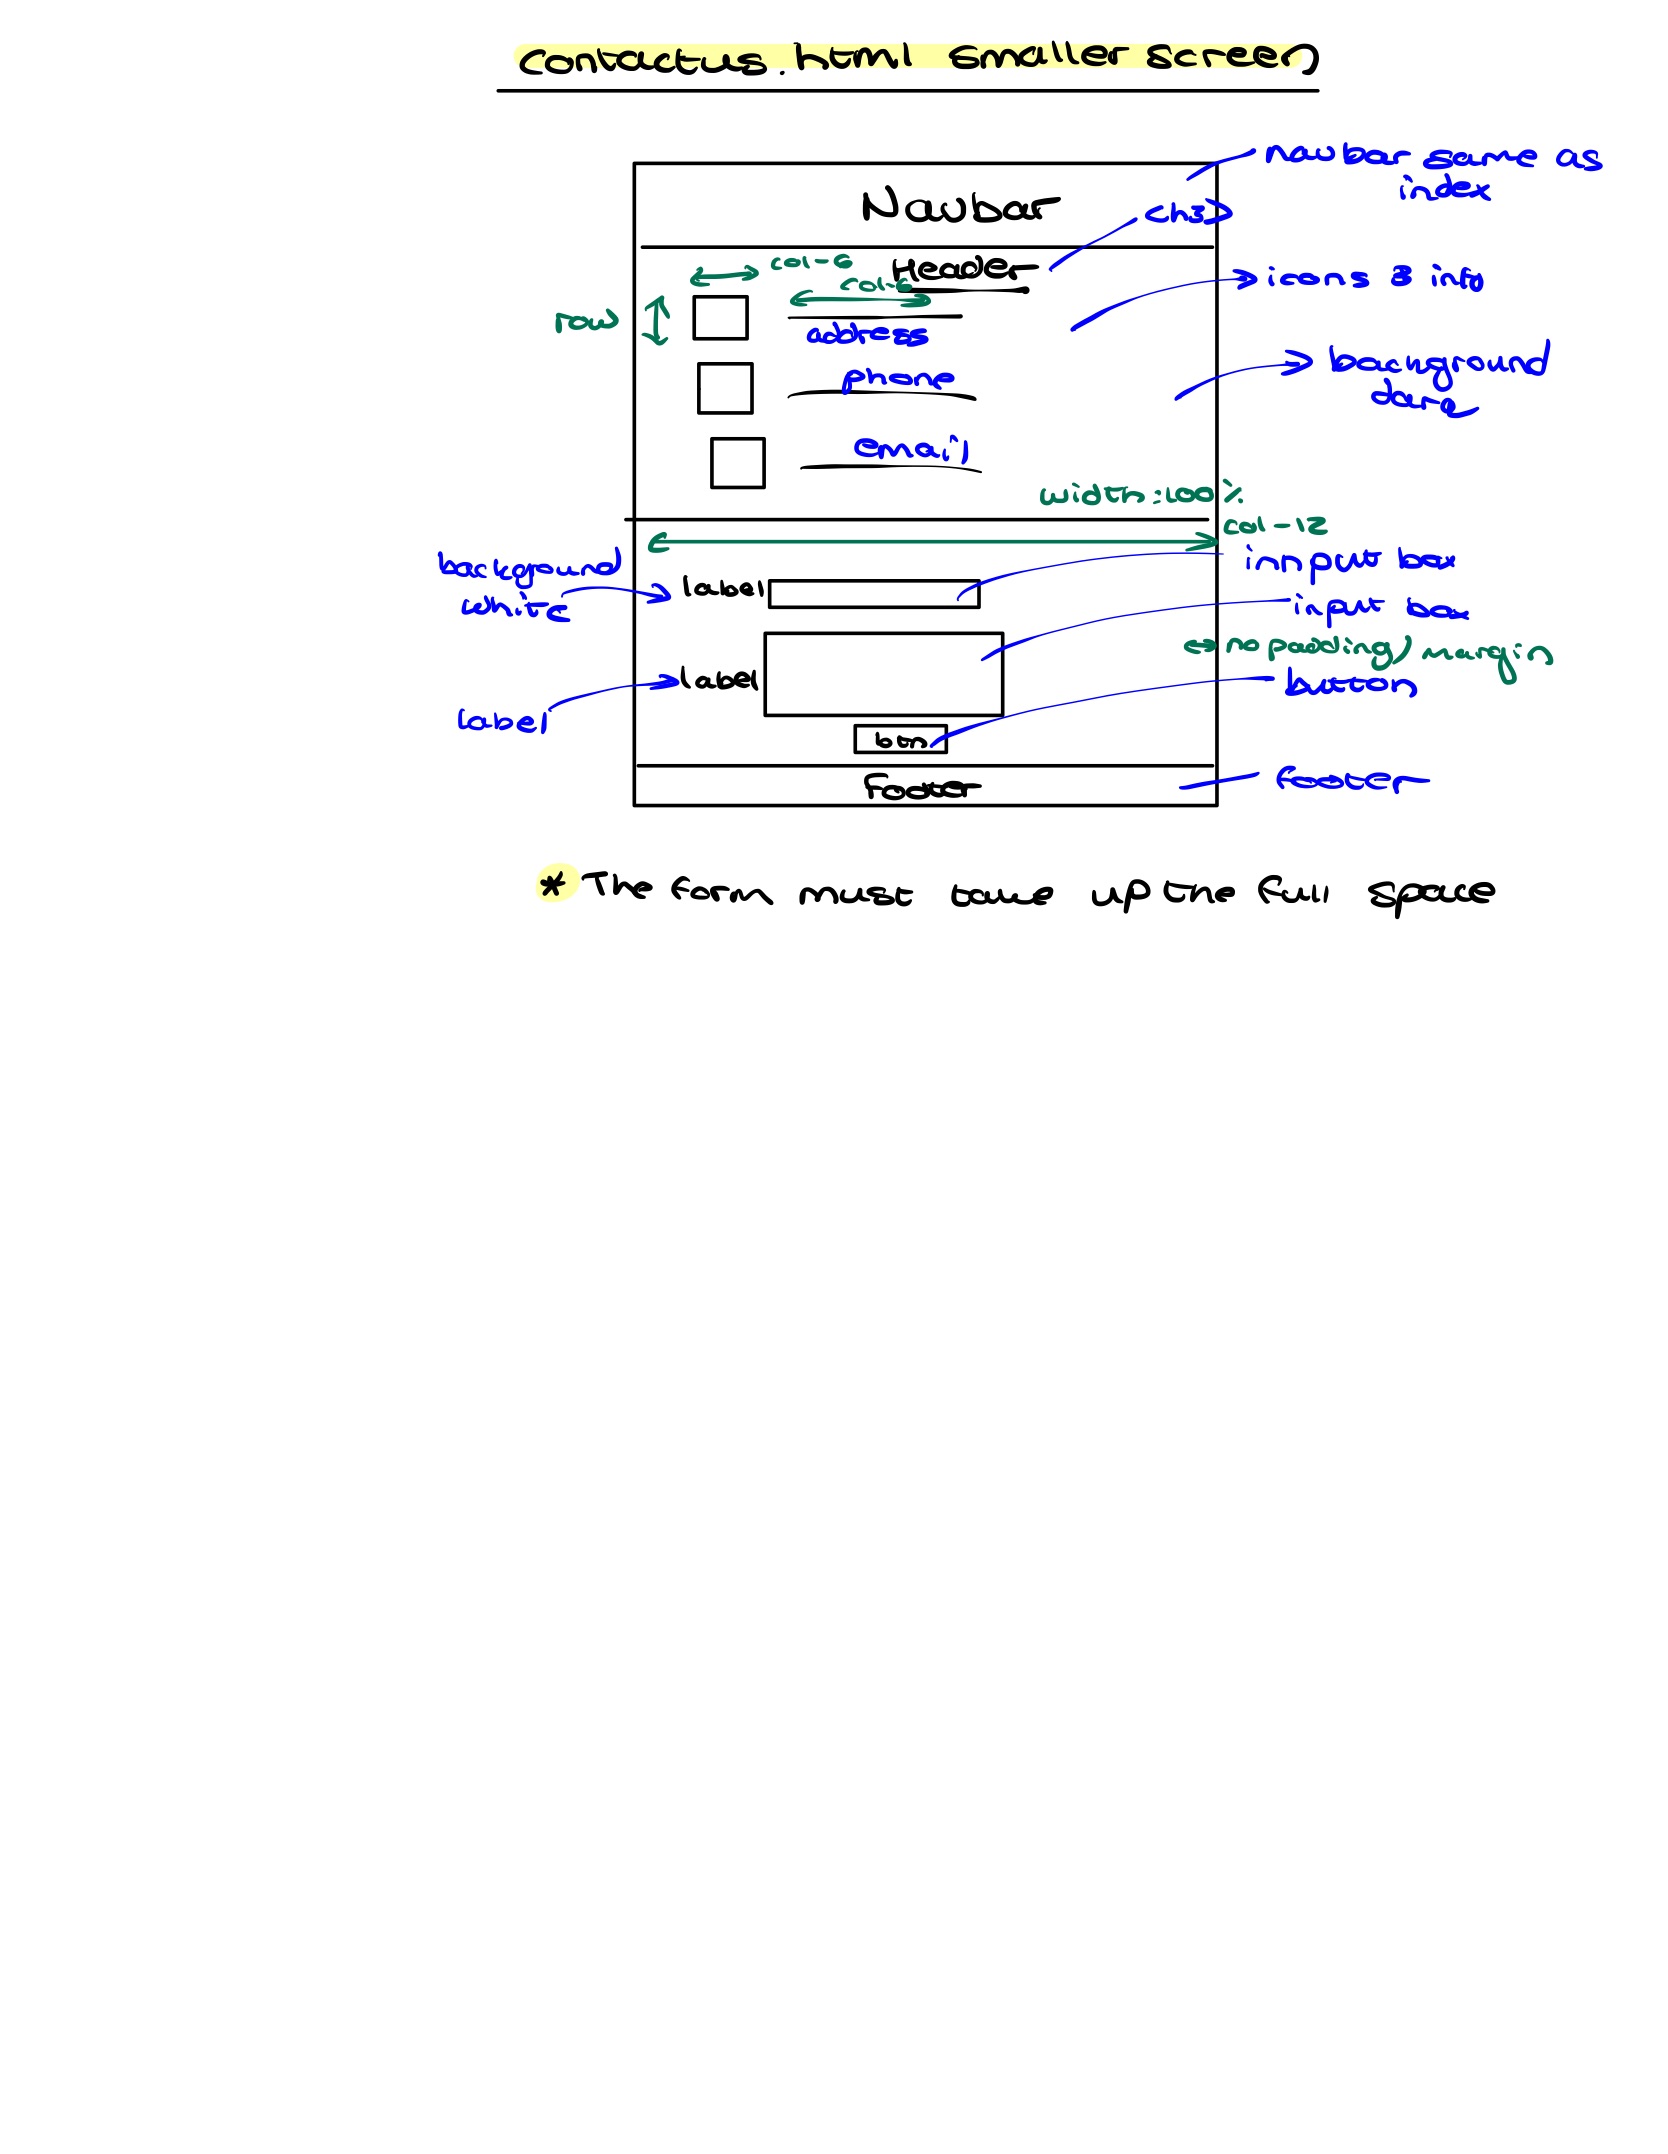 contactus.html smaller screen
navbar same as
index
Navbar
<h3>
Header
col-6
col-6
icons & info
row
address
background
dark
phone
email
width:100%
col-12
background
white
label
innput box
input box
no padding/margin
label
button
label
btn
footer
footer
* The form must take up the full space